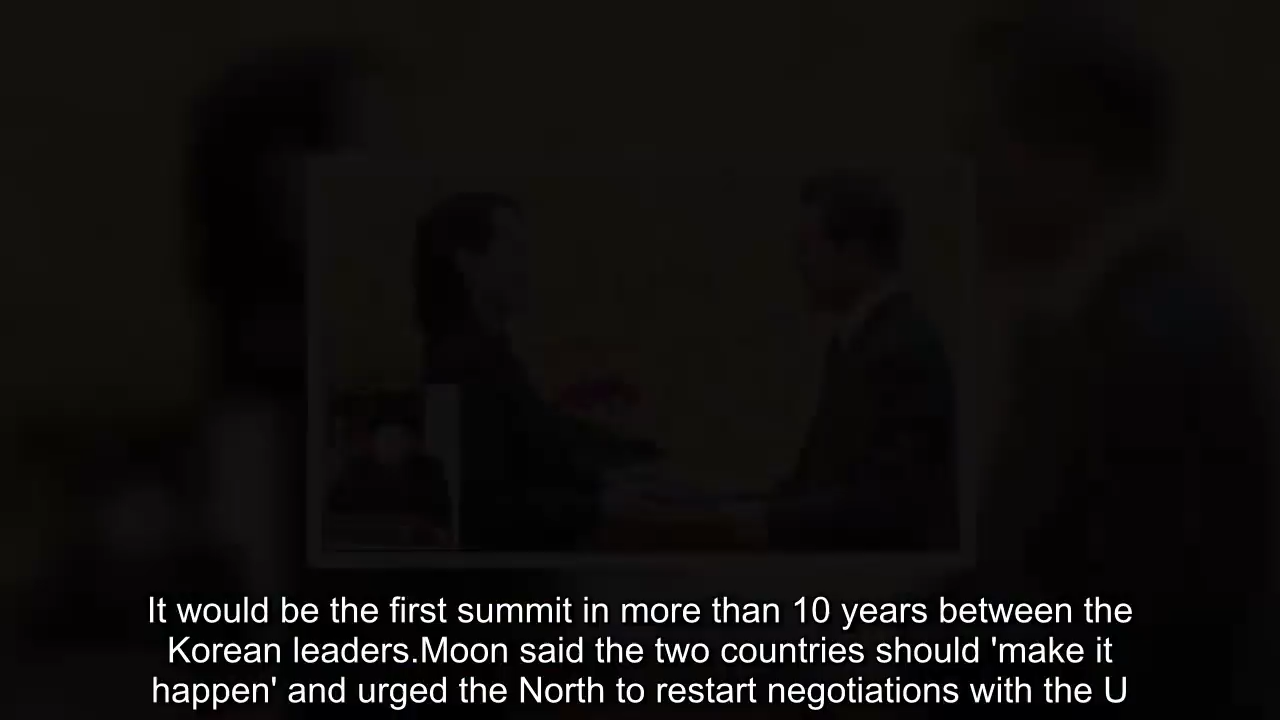 It would be the first summit in more than 10 years between the
Korean leaders.Moon said the two countries should 'make it
happen' and urged the North to restart negotiations with the U